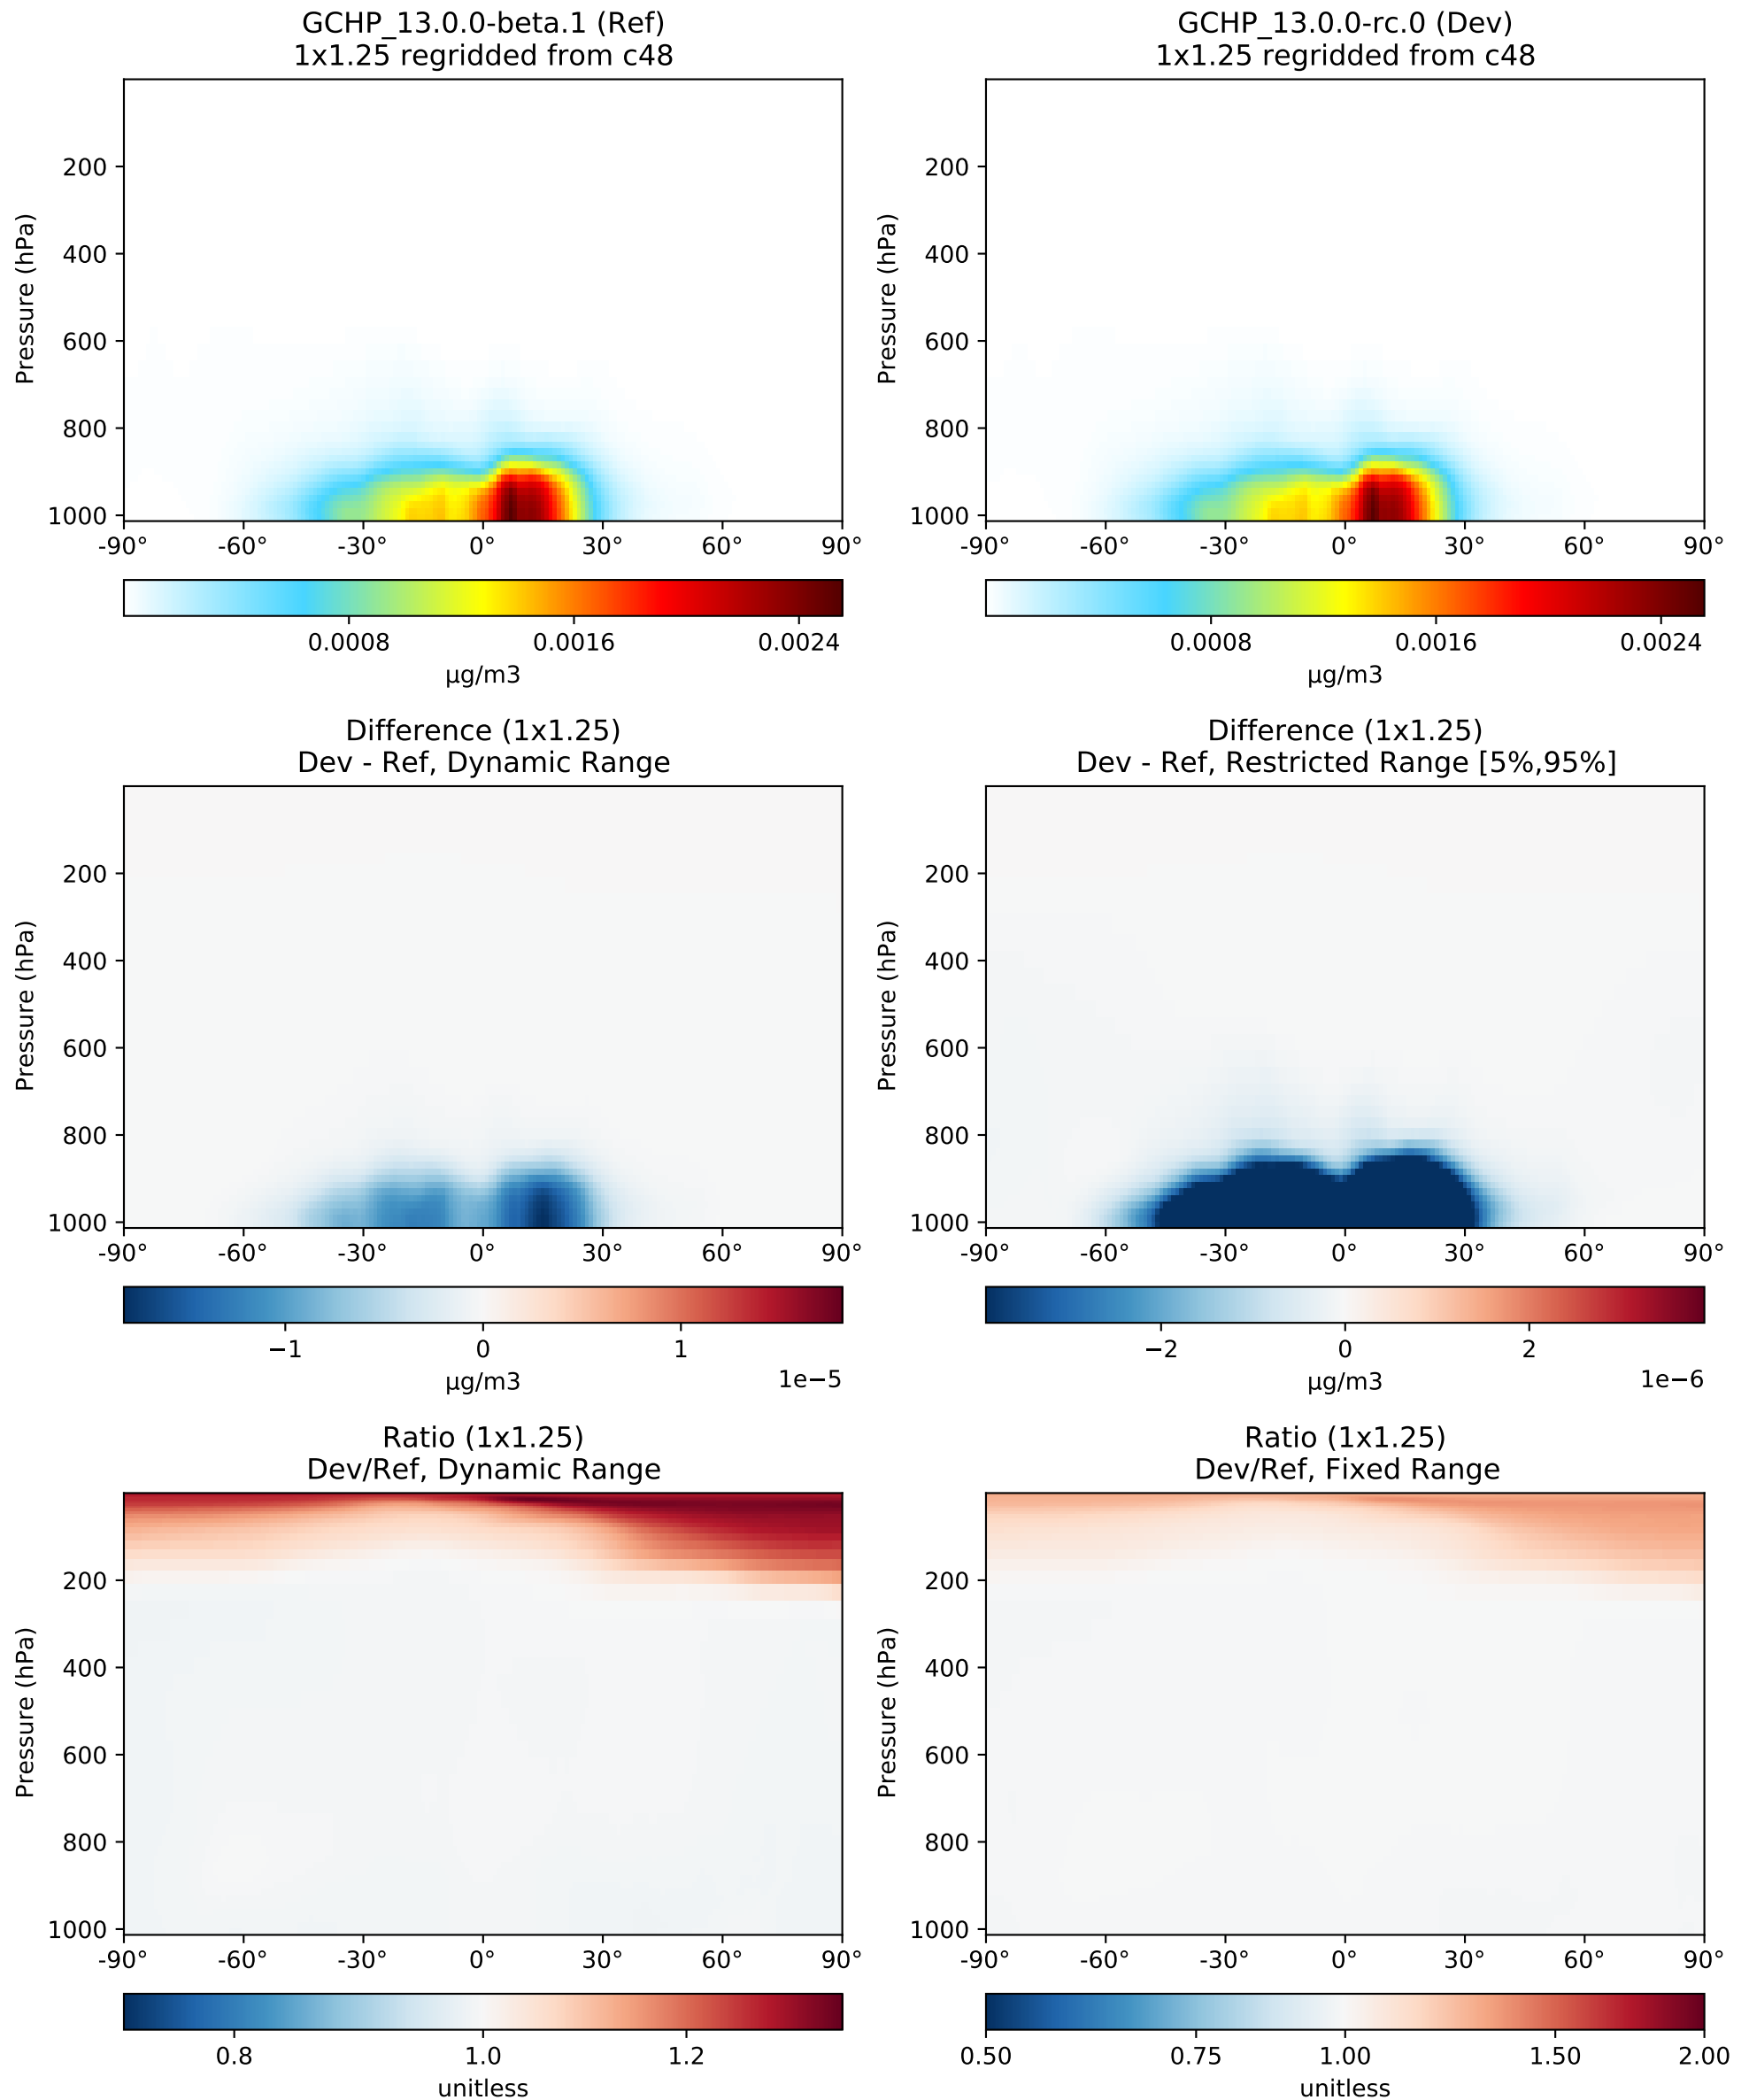 GCHP_13.0.0-beta.1 (Ref)
1x1.25 regridded from c48
Pressure (hPa)
200
400
600
800
1000
-90° -60° -30° 0° 30° 60° 90°
0.0008 0.0016 0.0024
µg/m3
GCHP_13.0.0-rc.0 (Dev)
1x1.25 regridded from c48
Pressure (hPa)
200
400
600
800
1000
-90° -60° -30° 0° 30° 60° 90°
0.0008 0.0016 0.0024
µg/m3
Difference (1x1.25)
Dev - Ref, Dynamic Range
Pressure (hPa)
200
400
600
800
1000
-90° -60° -30° 0° 30° 60° 90°
−1 0 1
µg/m3 1e−5
Difference (1x1.25)
Dev - Ref, Restricted Range [5%,95%]
Pressure (hPa)
200
400
600
800
1000
-90° -60° -30° 0° 30° 60° 90°
−2 0 2
µg/m3 1e−6
Ratio (1x1.25)
Dev/Ref, Dynamic Range
Pressure (hPa)
200
400
600
800
1000
-90° -60° -30° 0° 30° 60° 90°
0.8 1.0 1.2
unitless
Ratio (1x1.25)
Dev/Ref, Fixed Range
Pressure (hPa)
200
400
600
800
1000
-90° -60° -30° 0° 30° 60° 90°
0.50 0.75 1.00 1.50 2.00
unitless